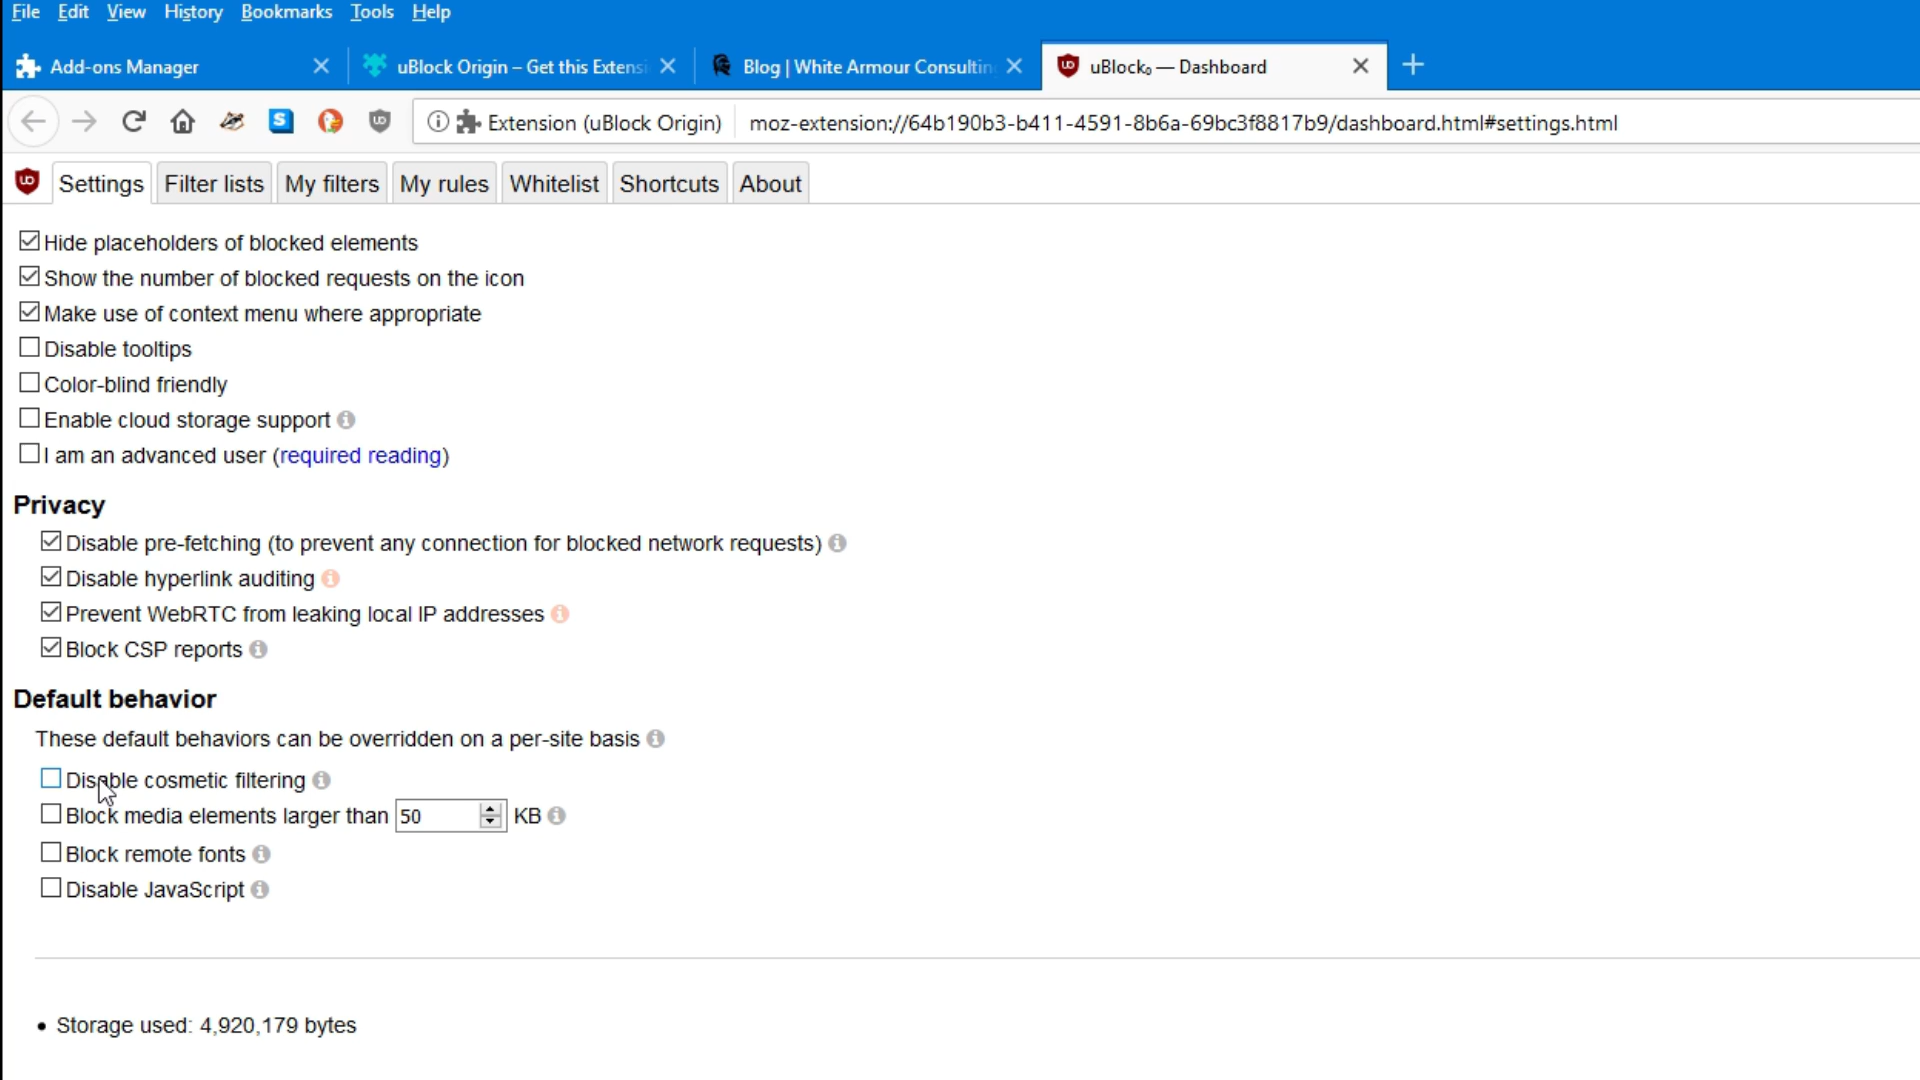 File Edit View History Bookmarks Tools Help
Add-ons Manager uBlock Origin – Get this Extensi Blog | White Armour Consultin uBlock₀ — Dashboard
Extension (uBlock Origin) moz-extension://64b190b3-b411-4591-8b6a-69bc3f8817b9/dashboard.html#settings.html
Settings Filter lists My filters My rules Whitelist Shortcuts About
Hide placeholders of blocked elements
Show the number of blocked requests on the icon
Make use of context menu where appropriate
Disable tooltips
Color-blind friendly
Enable cloud storage support
I am an advanced user (required reading)
Privacy
Disable pre-fetching (to prevent any connection for blocked network requests)
Disable hyperlink auditing
Prevent WebRTC from leaking local IP addresses
Block CSP reports
Default behavior
These default behaviors can be overridden on a per-site basis
Disable cosmetic filtering
Block media elements larger than 50 KB
Block remote fonts
Disable JavaScript
Storage used: 4,920,179 bytes